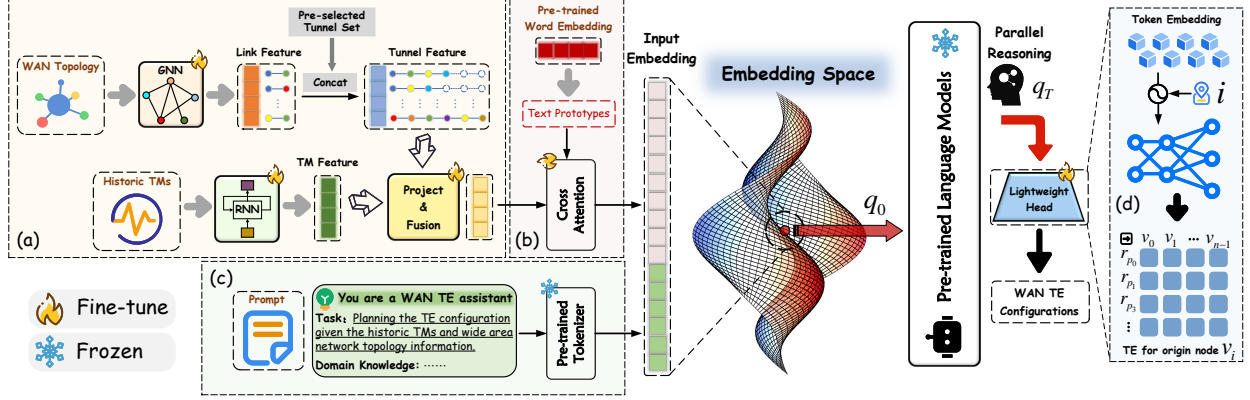 (a)
WAN Topology
GNN
Link Feature
Pre-selected
Tunnel Set
Concat
Tunnel Feature
Historic TMs
RNN
TM Feature
Project
&
Fusion
(b)
Pre-trained
Word Embedding
Text Prototypes
Cross
Attention
(c)
Prompt
You are a WAN TE assistant
Task: Planning the TE configuration
given the historic TMs and wide area
network topology information.
Domain Knowledge: ······
Pre-trained
Tokenizer
Fine-tune
Frozen
Input
Embedding
Embedding Space
q_0
Pre-trained Language Models
Parallel
Reasoning
q_T
Lightweight
Head
WAN TE
Configurations
(d)
Token Embedding
i
v_0 v_1 ··· v_{n-1}
r_{p_0}
r_{p_1}
r_{p_3}
⋮
TE for origin node v_i